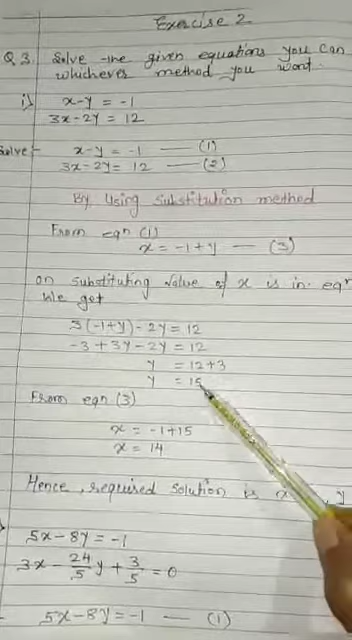 Exercise 2
Q.3. Solve the given equations you can
whichever method you want.
i) x-y = -1
3x-2y = 12
Solve:- x-y = -1 — (1)
3x-2y = 12 — (2)
By Using Substitution method
From eqn (1)
x = -1+y — (3)
on substituting value of x is in eqn
We get
3(-1+y) - 2y = 12
-3 + 3y - 2y = 12
y = 12+3
y = 15
From eqn (3)
x = -1+15
x = 14
Hence, required solution is x , y
5x-8y = -1
3x - 24/5 y + 3/5 = 0
5x-8y = -1 — (1)